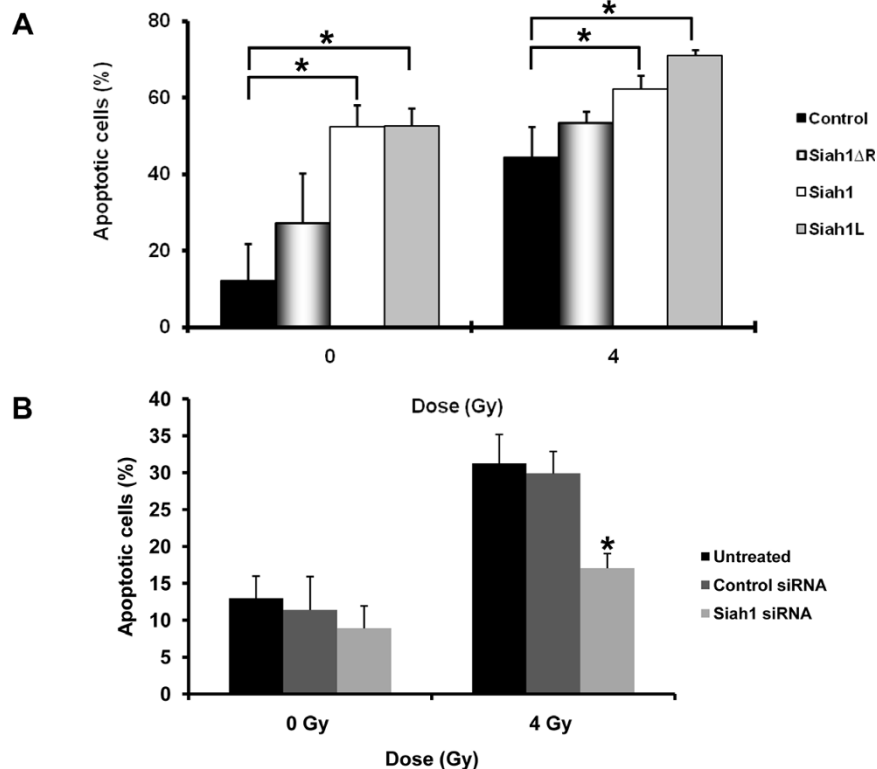 A
80
60
40
20
0
Apoptotic cells (%)
* *
* *
0 4
Dose (Gy)
Control
Siah1ΔR
Siah1
Siah1L
B
40
35
30
25
20
15
10
5
0
Apoptotic cells (%)
*
0 Gy 4 Gy
Dose (Gy)
Untreated
Control siRNA
Siah1 siRNA